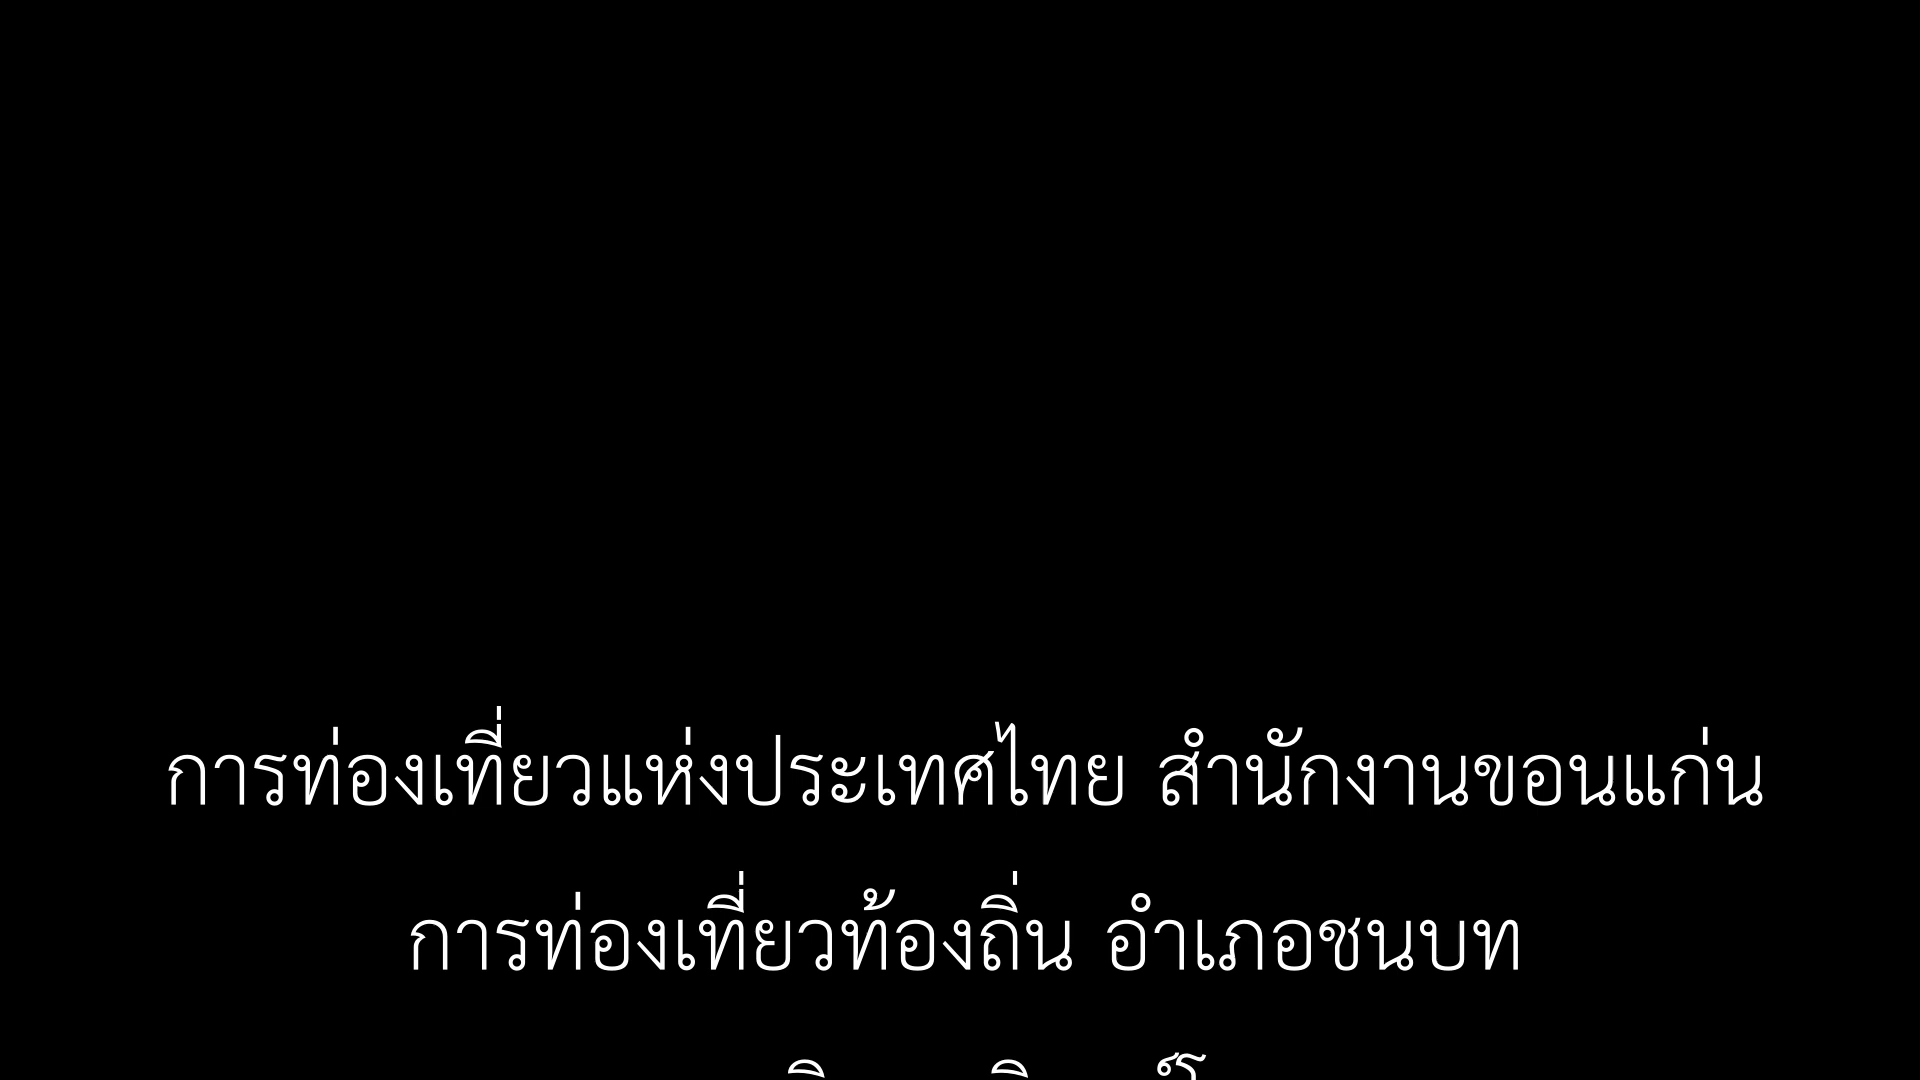 การท่องเที่ยวแห่งประเทศไทย สำนักงานขอนแก่น
การท่องเที่ยวท้องถิ่น อำเภอชนบท